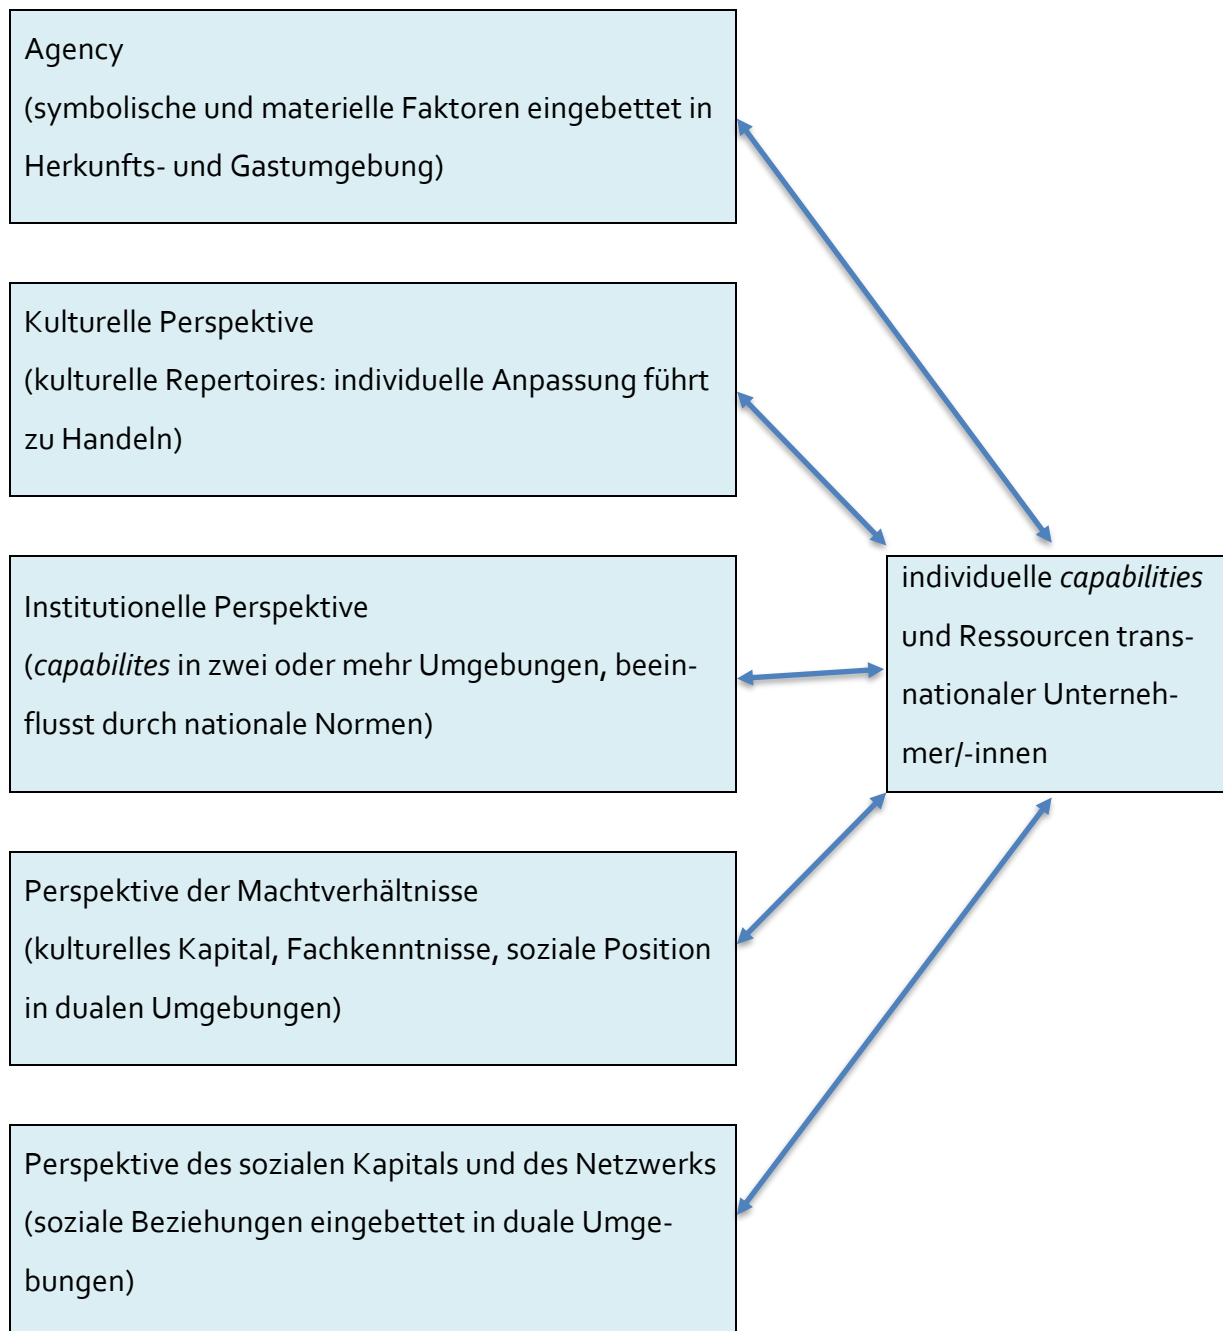 Agency
(symbolische und materielle Faktoren eingebettet in
Herkunfts- und Gastumgebung)
Kulturelle Perspektive
(kulturelle Repertoires: individuelle Anpassung führt
zu Handeln)
Institutionelle Perspektive
(capabilites in zwei oder mehr Umgebungen, beein-
flusst durch nationale Normen)
Perspektive der Machtverhältnisse
(kulturelles Kapital, Fachkenntnisse, soziale Position
in dualen Umgebungen)
Perspektive des sozialen Kapitals und des Netzwerks
(soziale Beziehungen eingebettet in duale Umge-
bungen)
individuelle capabilities
und Ressourcen trans-
nationaler Unterneh-
mer/-innen